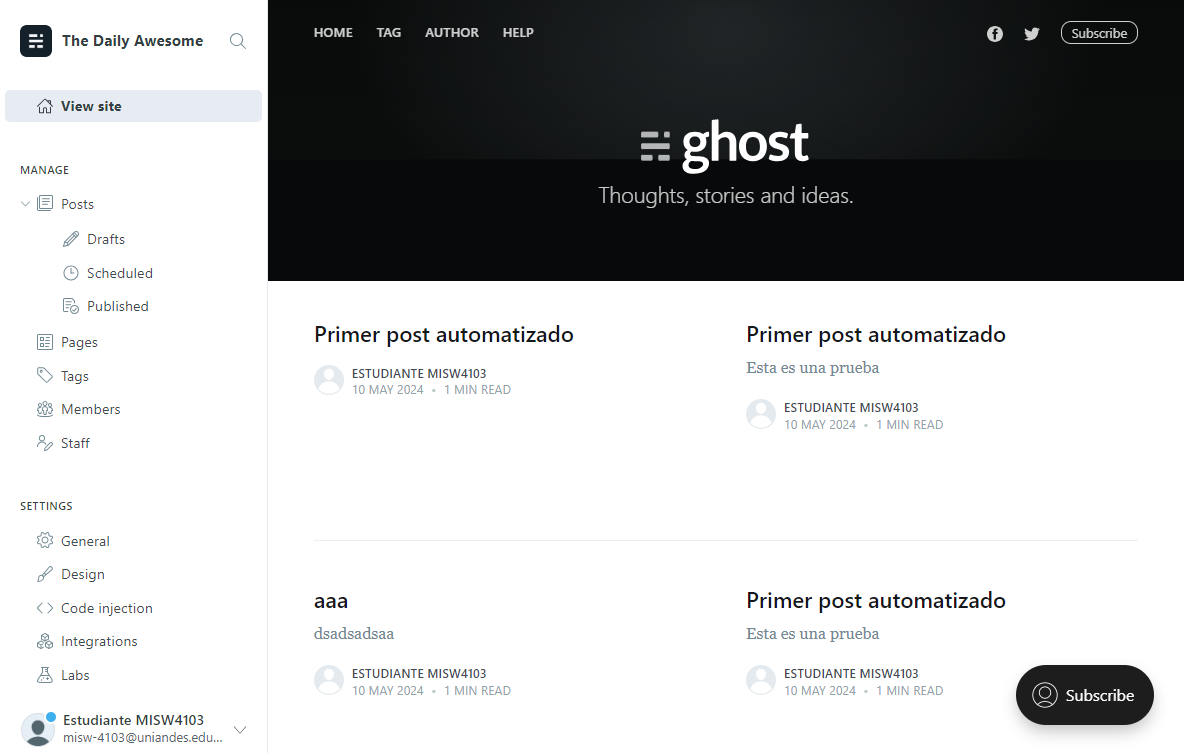 The Daily Awesome
View site
MANAGE
Posts
Drafts
Scheduled
Published
Pages
Tags
Members
Staff
SETTINGS
General
Design
Code injection
Integrations
Labs
Estudiante MISW4103
misw-4103@uniandes.edu...
HOME TAG AUTHOR HELP
Subscribe
ghost
Thoughts, stories and ideas.
Primer post automatizado
ESTUDIANTE MISW4103
10 MAY 2024 • 1 MIN READ
Primer post automatizado
Esta es una prueba
ESTUDIANTE MISW4103
10 MAY 2024 • 1 MIN READ
aaa
dsadsadsaa
ESTUDIANTE MISW4103
10 MAY 2024 • 1 MIN READ
Primer post automatizado
Esta es una prueba
ESTUDIANTE MISW4103
10 MAY 2024 • 1 MIN READ
Subscribe